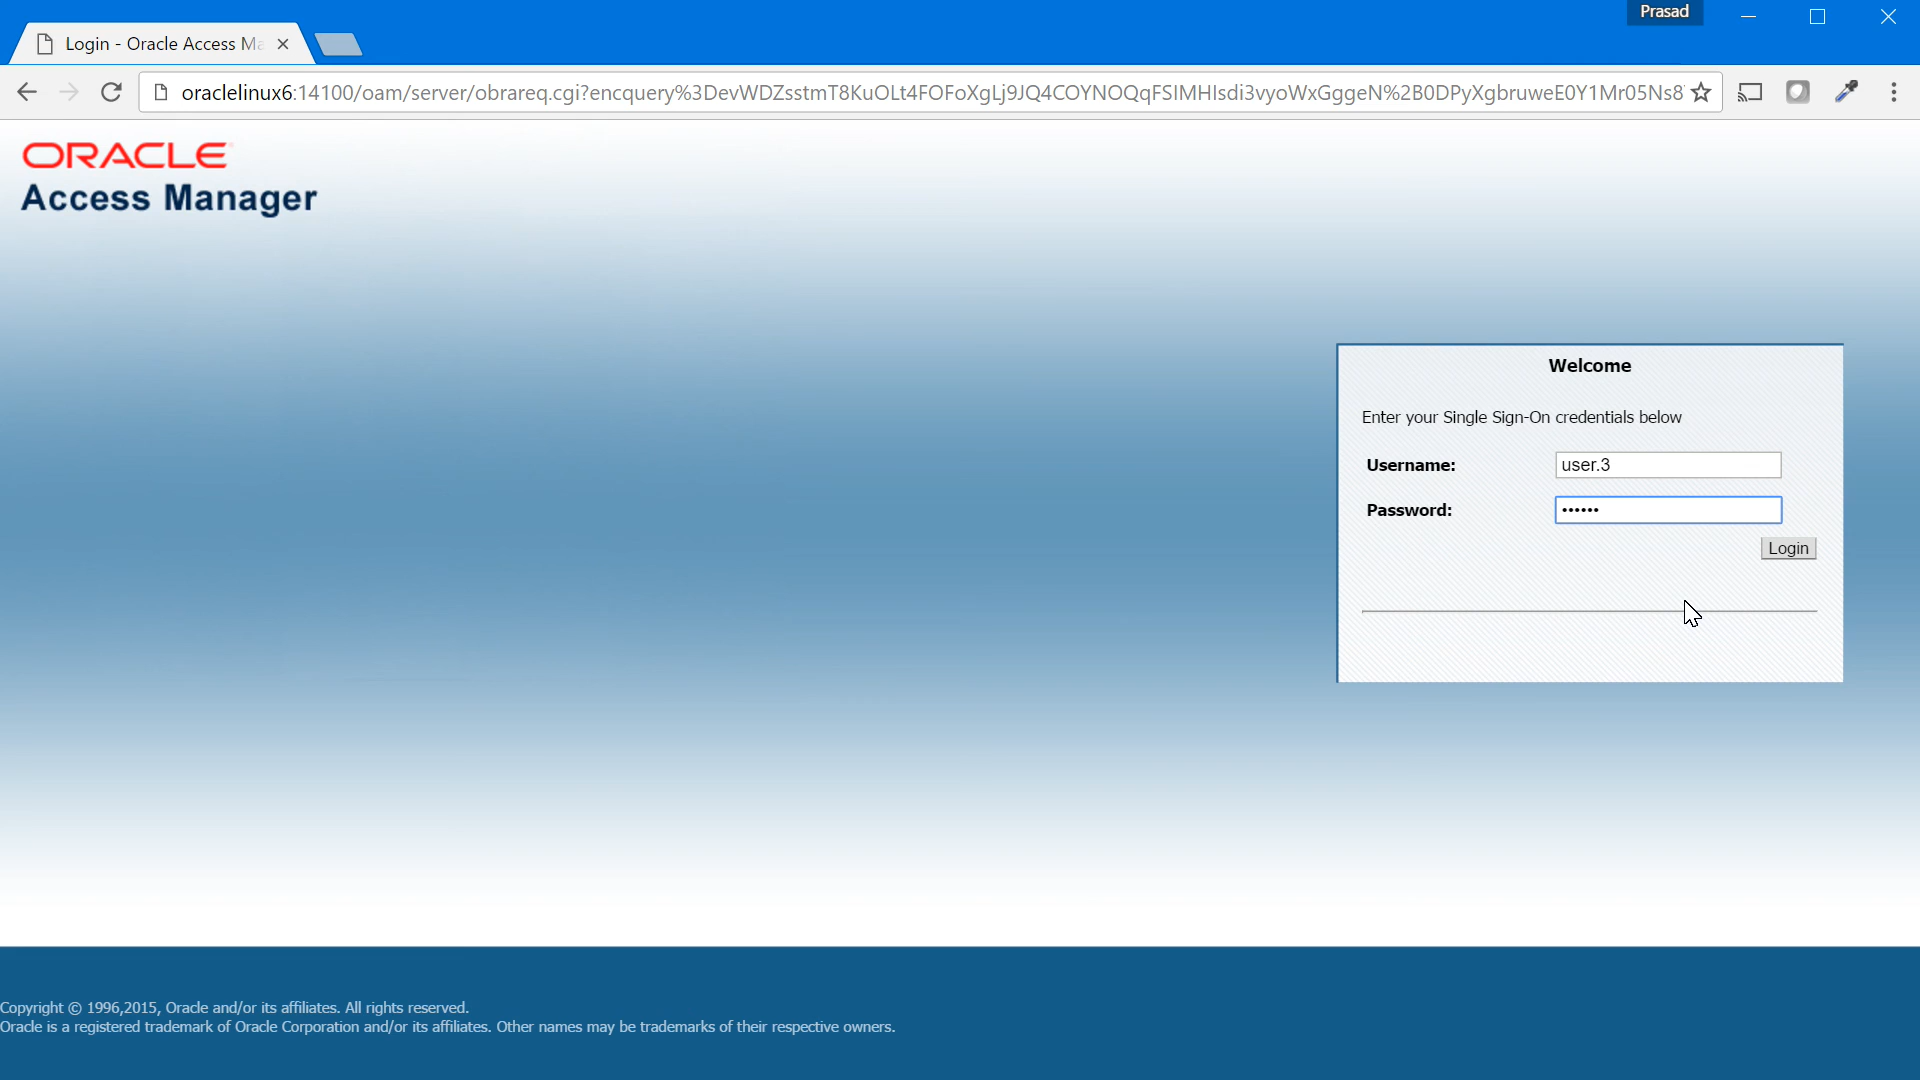 Prasad
Login - Oracle Access Ma
oraclelinux6:14100/oam/server/obrareq.cgi?encquery%3DevWDZsstmT8KuOLt4FOFoXgLj9JQ4COYNOQqFSIMHIsdi3vyoWxGggeN%2B0DPyXgbruweE0Y1Mr05Ns8
ORACLE
Access Manager
Welcome
Enter your Single Sign-On credentials below
Username: user.3
Password: ••••••
Login
Copyright © 1996,2015, Oracle and/or its affiliates. All rights reserved.
Oracle is a registered trademark of Oracle Corporation and/or its affiliates. Other names may be trademarks of their respective owners.